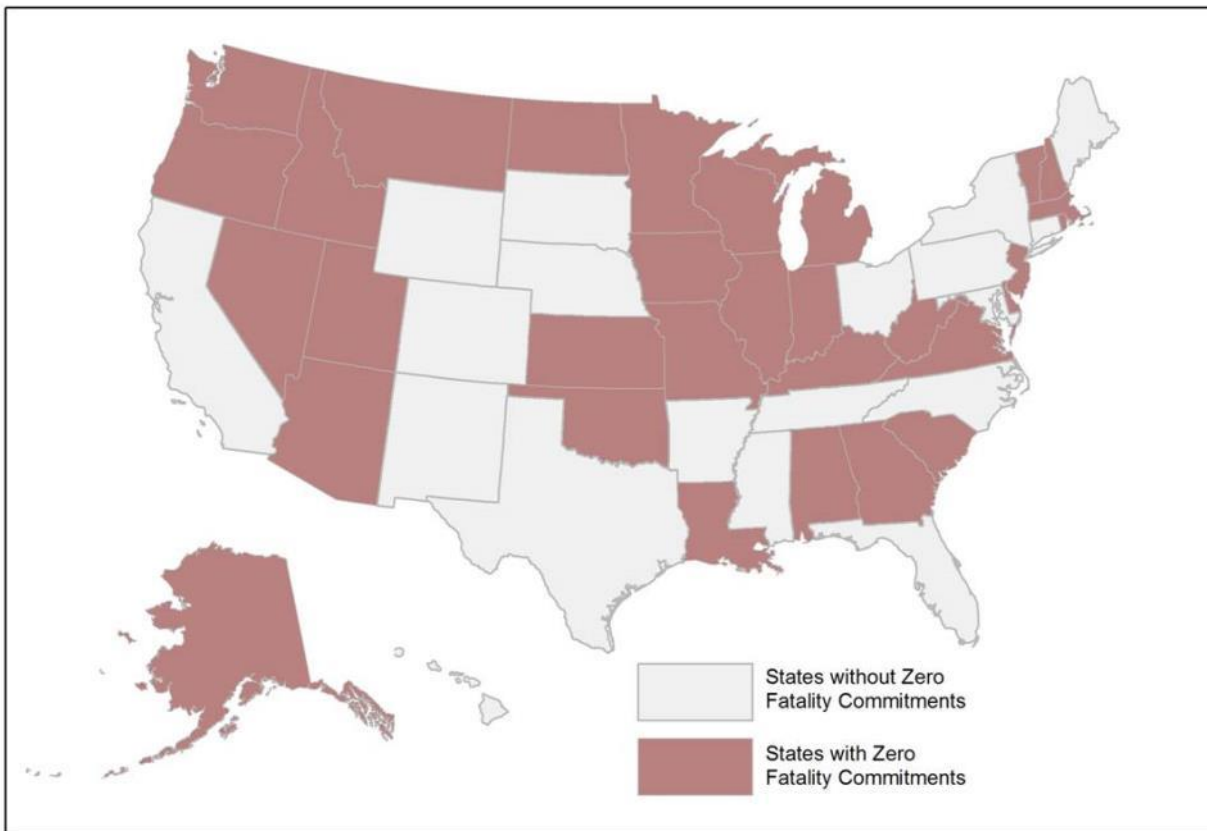 States without Zero
Fatality Commitments
States with Zero
Fatality Commitments